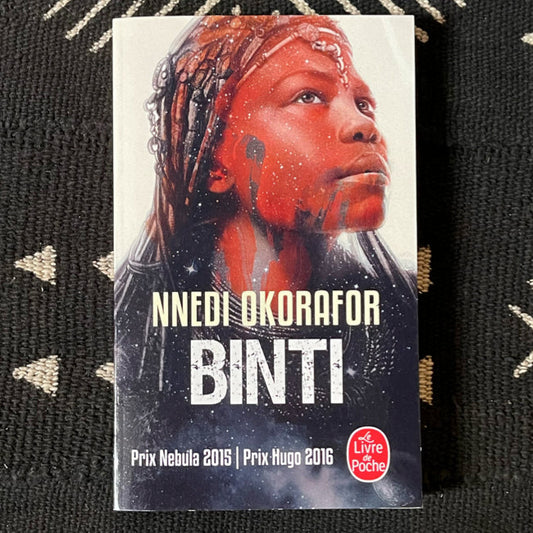 NNEDI OKORAFOR
BINTI
Prix Nebula 2015 | Prix Hugo 2016
Le
Livre
de
Poche